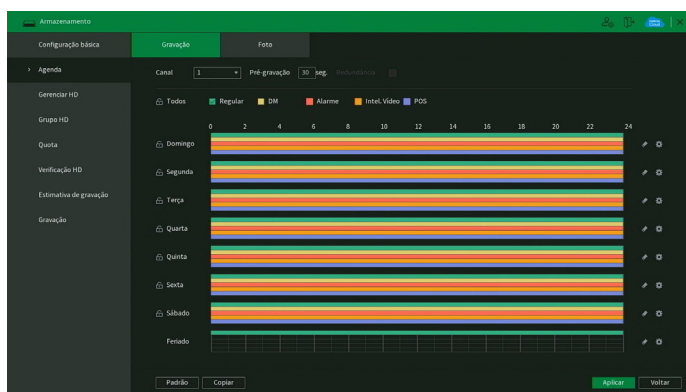 Armazenamento
Configuração básica Gravação Foto
Agenda Canal 1 Pré-gravação 30 seg. Redundância
Gerenciar HD Todos Regular DM Alarme Intel. Vídeo POS
Grupo HD
0 2 4 6 8 10 12 14 16 18 20 22 24
Quota Domingo
Verificação HD Segunda
Estimativa de gravação Terça
Gravação Quarta
Quinta
Sexta
Sábado
Feriado
Padrão Copiar Aplicar Voltar